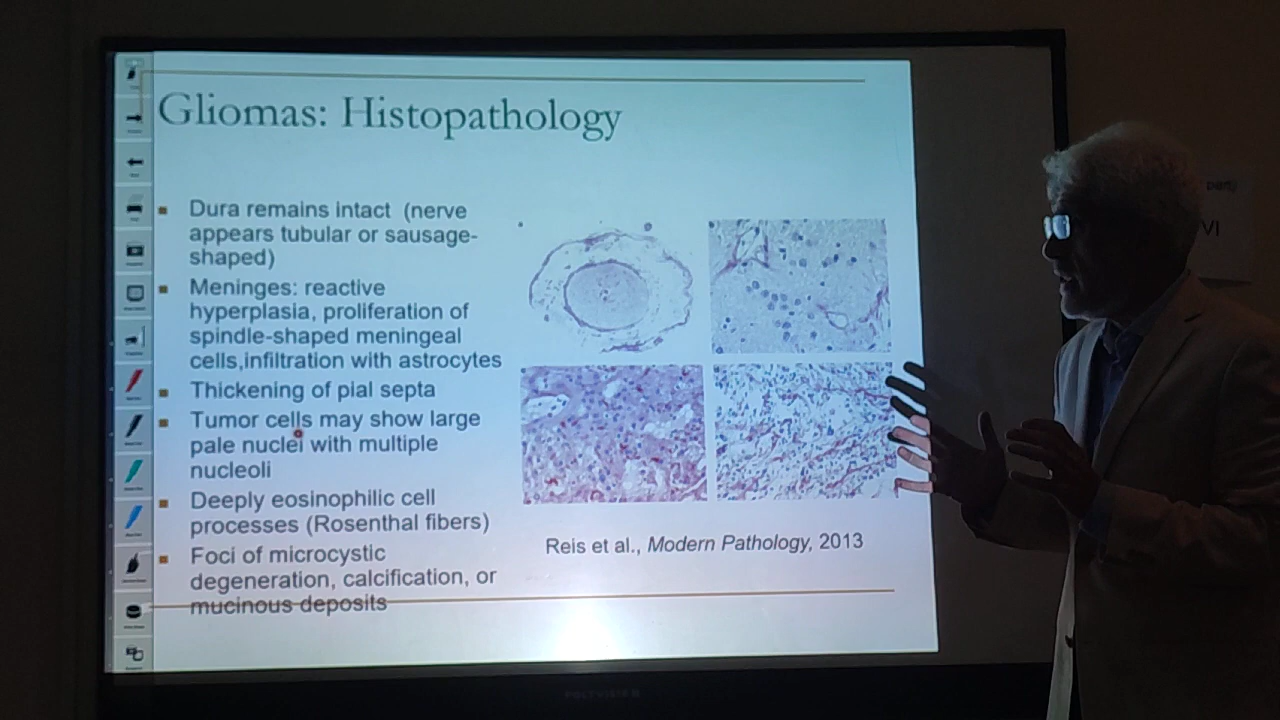 Gliomas: Histopathology
Dura remains intact (nerve
appears tubular or sausage-
shaped)
Meninges: reactive
hyperplasia, proliferation of
spindle-shaped meningeal
cells,infiltration with astrocytes
Thickening of pial septa
Tumor cells may show large
pale nuclei with multiple
nucleoli
Deeply eosinophilic cell
processes (Rosenthal fibers)
Foci of microcystic
degeneration, calcification, or
mucinous deposits
Reis et al., Modern Pathology, 2013
VI